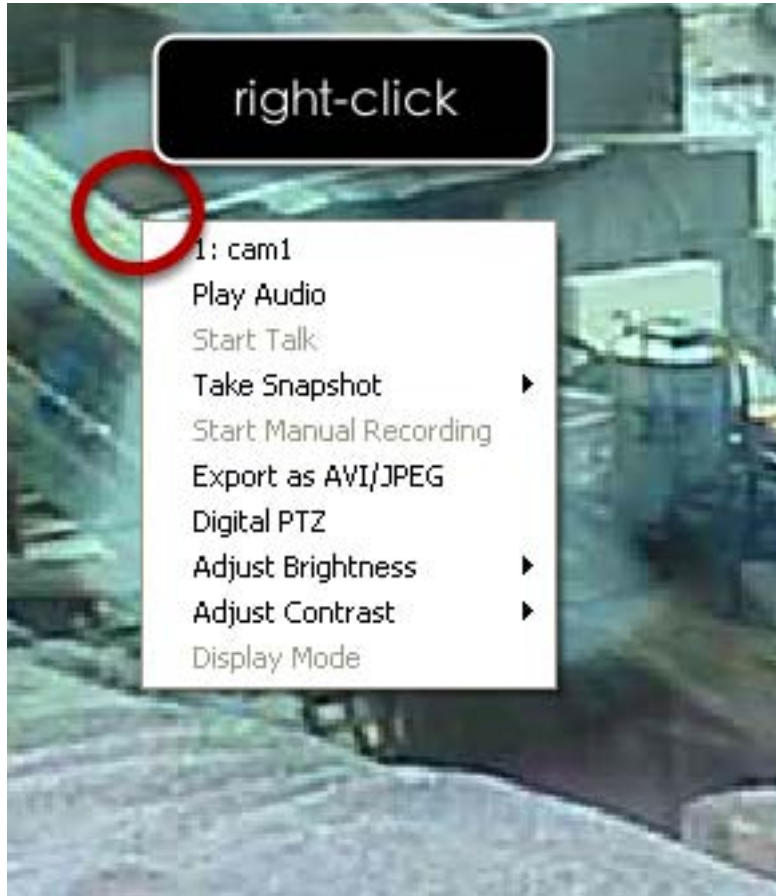 right-click
1: cam1
Play Audio
Start Talk
Take Snapshot
Start Manual Recording
Export as AVI/JPEG
Digital PTZ
Adjust Brightness
Adjust Contrast
Display Mode